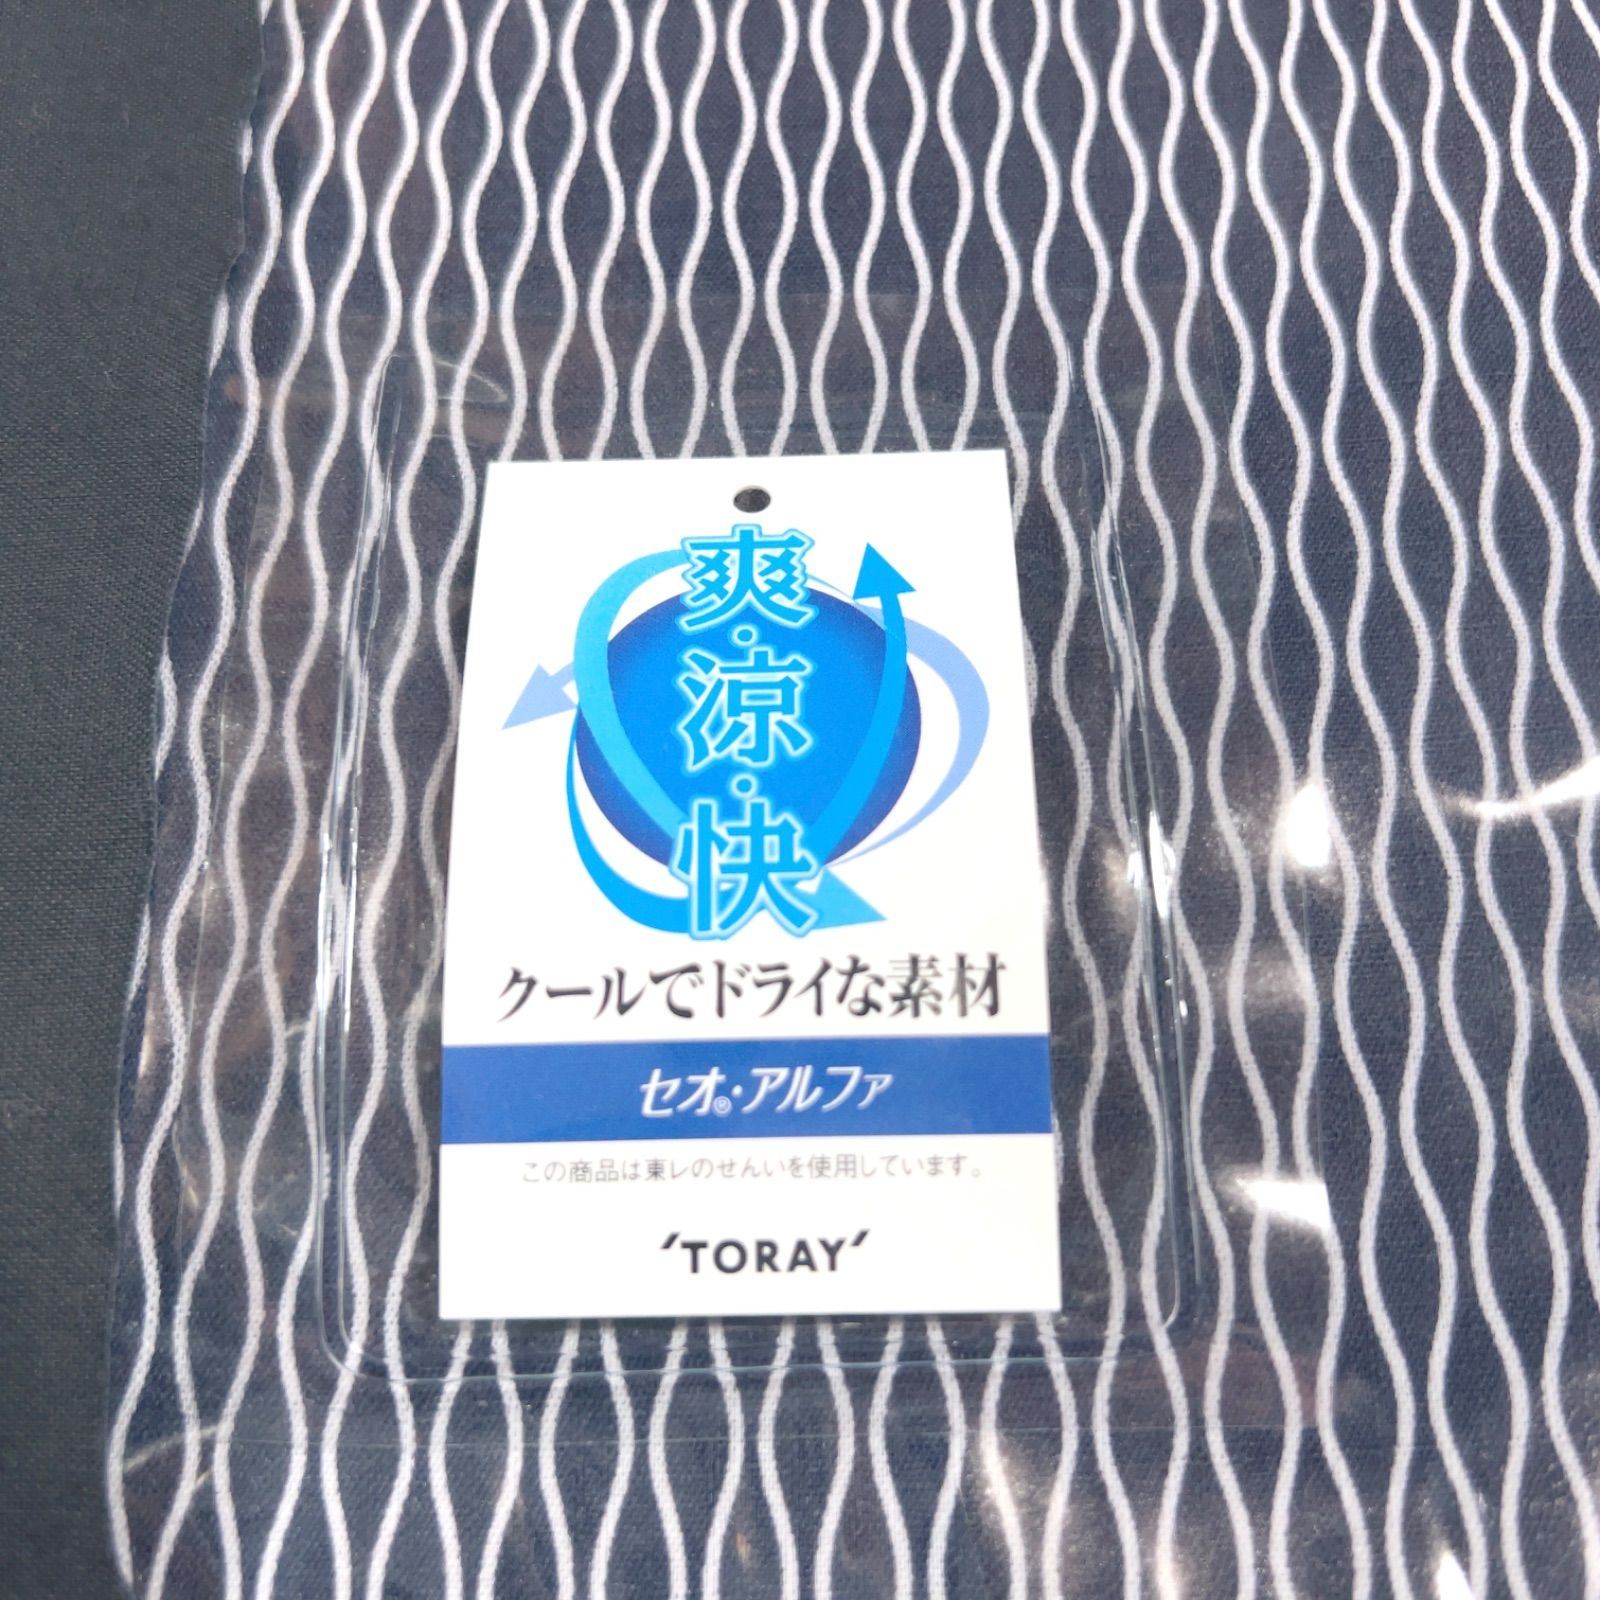 爽・涼・快
クールでドライな素材
セオ®・アルファ
この商品は東レのせんいを使用しています。
'TORAY'